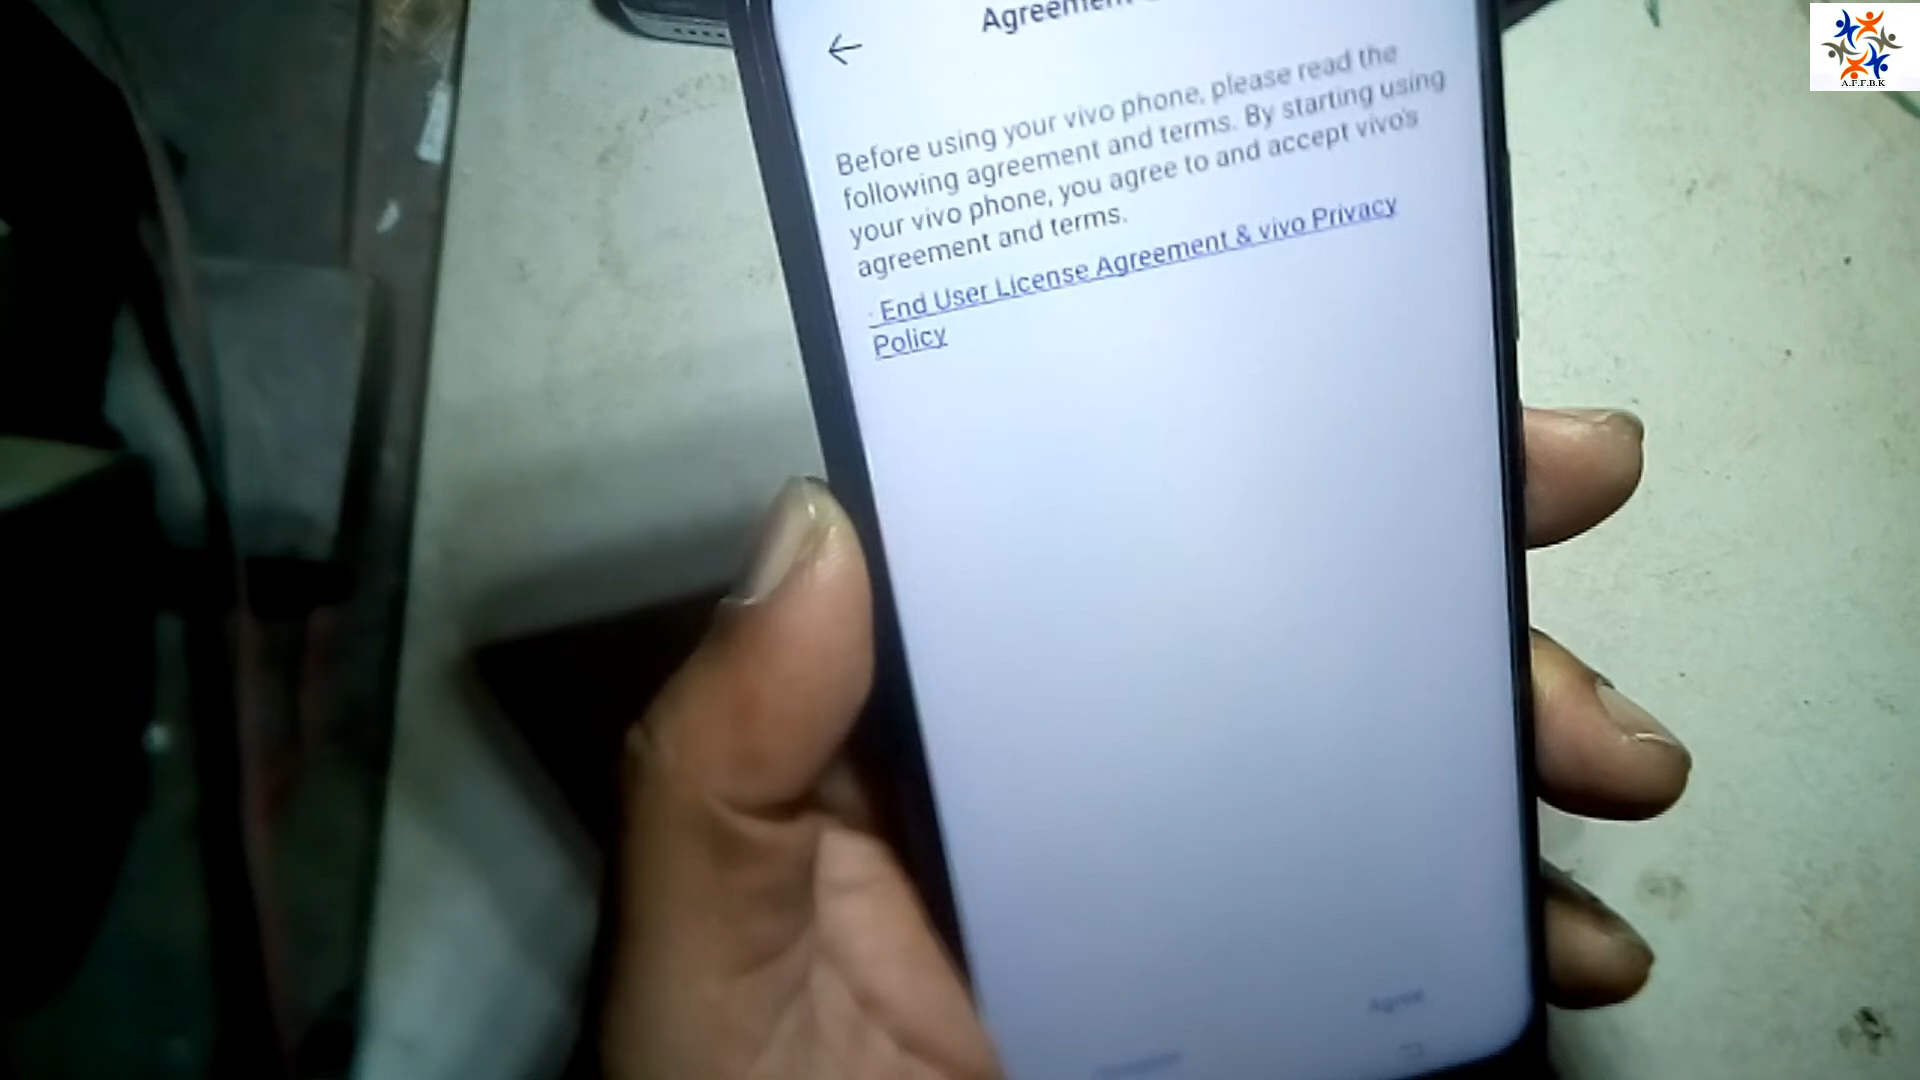 Agreement
Before using your vivo phone, please read the
following agreement and terms. By starting using
your vivo phone, you agree to and accept vivo's
agreement and terms.
· End User License Agreement & vivo Privacy
Policy
Agree
A.F.F.B.K